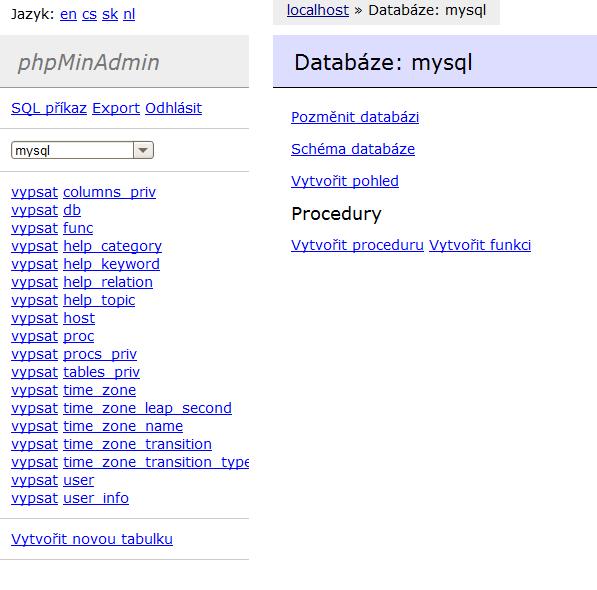 Jazyk: en cs sk nl
phpMinAdmin
SQL příkaz Export Odhlásit
mysql
vypsat columns_priv
vypsat db
vypsat func
vypsat help_category
vypsat help_keyword
vypsat help_relation
vypsat help_topic
vypsat host
vypsat proc
vypsat procs_priv
vypsat tables_priv
vypsat time_zone
vypsat time_zone_leap_second
vypsat time_zone_name
vypsat time_zone_transition
vypsat time_zone_transition_type
vypsat user
vypsat user_info
Vytvořit novou tabulku
localhost » Databáze: mysql
Databáze: mysql
Pozměnit databázi
Schéma databáze
Vytvořit pohled
Procedury
Vytvořit proceduru Vytvořit funkci